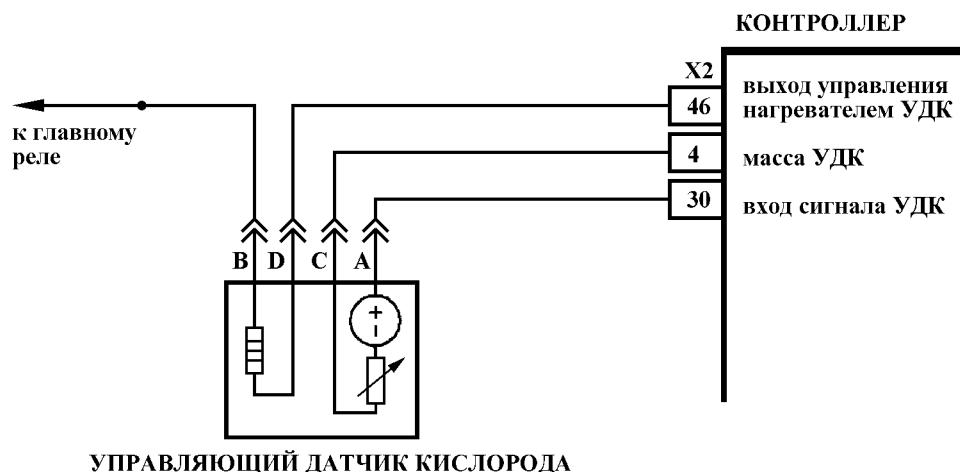 КОНТРОЛЛЕР
X2
46
выход управления
нагревателем УДК
4
масса УДК
30
вход сигнала УДК
к главному
реле
B D C A
УПРАВЛЯЮЩИЙ ДАТЧИК КИСЛОРОДА